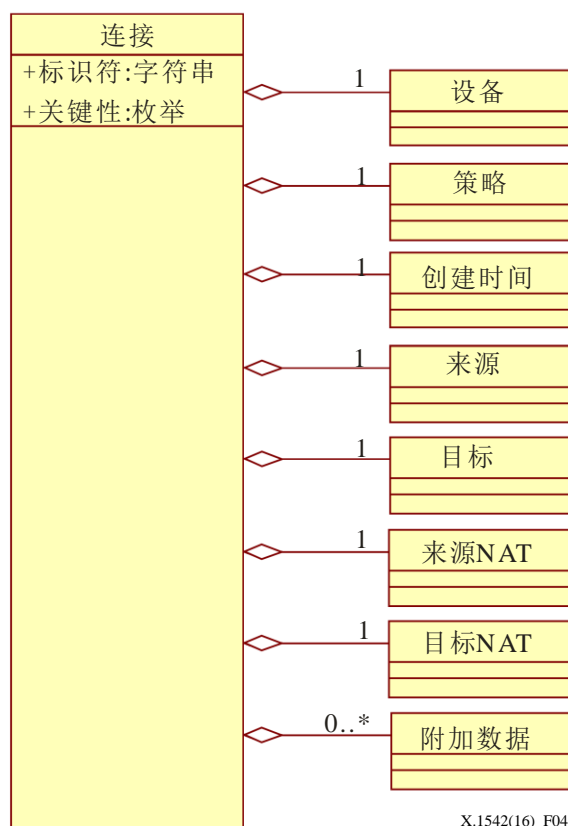 连接
+标识符:字符串
+关键性:枚举
1
设备
1
策略
1
创建时间
1
来源
1
目标
1
来源NAT
1
目标NAT
0..*
附加数据
X.1542(16)_F04